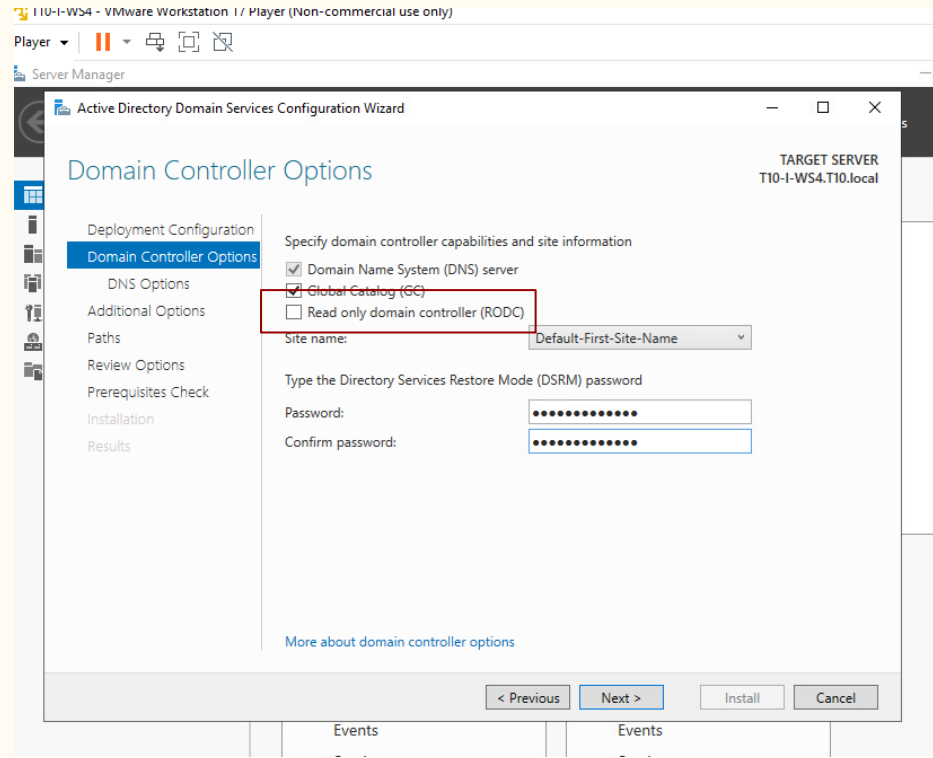 T10-I-WS4 - VMware Workstation 17 Player (Non-commercial use only)
Player
Server Manager
Active Directory Domain Services Configuration Wizard
Domain Controller Options
TARGET SERVER
T10-I-WS4.T10.local
Deployment Configuration
Domain Controller Options
DNS Options
Additional Options
Paths
Review Options
Prerequisites Check
Installation
Results
Specify domain controller capabilities and site information
Domain Name System (DNS) server
Global Catalog (GC)
Read only domain controller (RODC)
Site name: Default-First-Site-Name
Type the Directory Services Restore Mode (DSRM) password
Password: •••••••••••••
Confirm password: •••••••••••••
More about domain controller options
< Previous Next > Install Cancel
Events Events